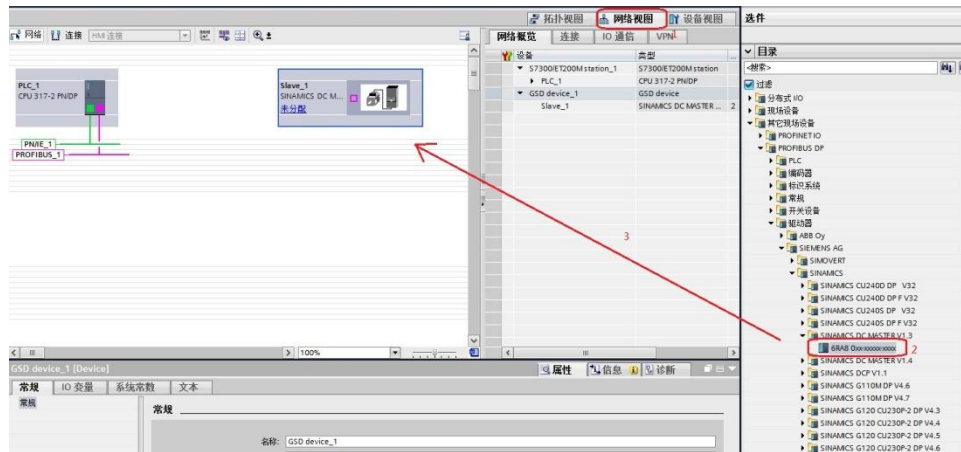 拓扑视图 网络视图 设备视图 选件
网络 连接 HMI 连接 网络概览 连接 IO 通信 VPN
1
目录
设备 类型
<搜索>
S7300/ET200M station_1 S7300/ET200M station
过滤
PLC_1 CPU 317-2 PN/DP
GSD device_1 GSD device
Slave_1 SINAMICS DC MASTER ... 2
PLC_1
CPU 317-2 PN/DP
Slave_1
SINAMICS DC M...
未分配
PN/IE_1
PROFIBUS_1
分布式 I/O
现场设备
其它现场设备
PROFINET IO
PROFIBUS DP
PLC
编码器
标识系统
常规
开关设备
驱动器
ABB Oy
SIEMENS AG
SIMOVERT
SINAMICS
SINAMICS CU240D DP V32
SINAMICS CU240D DP F V32
SINAMICS CU240S DP V32
SINAMICS CU240S DP F V32
SINAMICS DC MASTER V1.3
2
SINAMICS DC MASTER V1.4
SINAMICS DCP V1.1
SINAMICS G110M DP V4.6
SINAMICS G110M DP V4.7
SINAMICS G120 CU230P-2 DP V4.3
SINAMICS G120 CU230P-2 DP V4.4
SINAMICS G120 CU230P-2 DP V4.5
SINAMICS G120 CU230P-2 DP V4.6
3
100%
GSD device_1 [Device] 属性 信息 诊断
常规 IO 变量 系统常数 文本
常规
常规
名称: GSD device_1